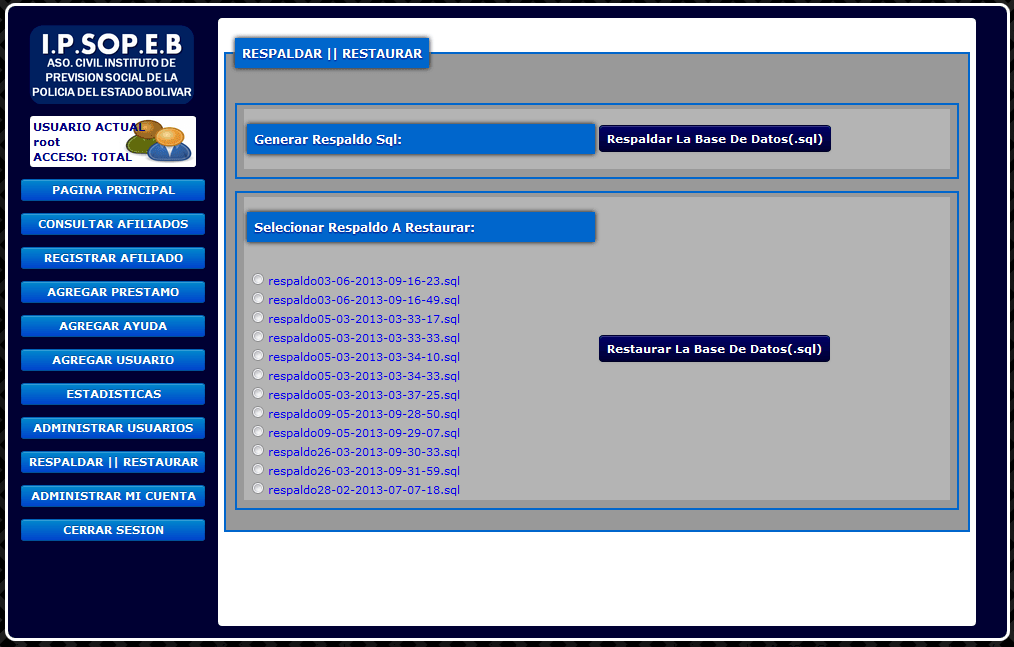 I.P.SOP.E.B
ASO. CIVIL INSTITUTO DE
PREVISION SOCIAL DE LA
POLICIA DEL ESTADO BOLIVAR
USUARIO ACTUAL
root
ACCESO: TOTAL
PAGINA PRINCIPAL
CONSULTAR AFILIADOS
REGISTRAR AFILIADO
AGREGAR PRESTAMO
AGREGAR AYUDA
AGREGAR USUARIO
ESTADISTICAS
ADMINISTRAR USUARIOS
RESPALDAR || RESTAURAR
ADMINISTRAR MI CUENTA
CERRAR SESION
RESPALDAR || RESTAURAR
Generar Respaldo Sql:
Respaldar La Base De Datos(.sql)
Selecionar Respaldo A Restaurar:
respaldo03-06-2013-09-16-23.sql
respaldo03-06-2013-09-16-49.sql
respaldo05-03-2013-03-33-17.sql
respaldo05-03-2013-03-33-33.sql
respaldo05-03-2013-03-34-10.sql
respaldo05-03-2013-03-34-33.sql
respaldo05-03-2013-03-37-25.sql
respaldo09-05-2013-09-28-50.sql
respaldo09-05-2013-09-29-07.sql
respaldo26-03-2013-09-30-33.sql
respaldo26-03-2013-09-31-59.sql
respaldo28-02-2013-07-07-18.sql
Restaurar La Base De Datos(.sql)